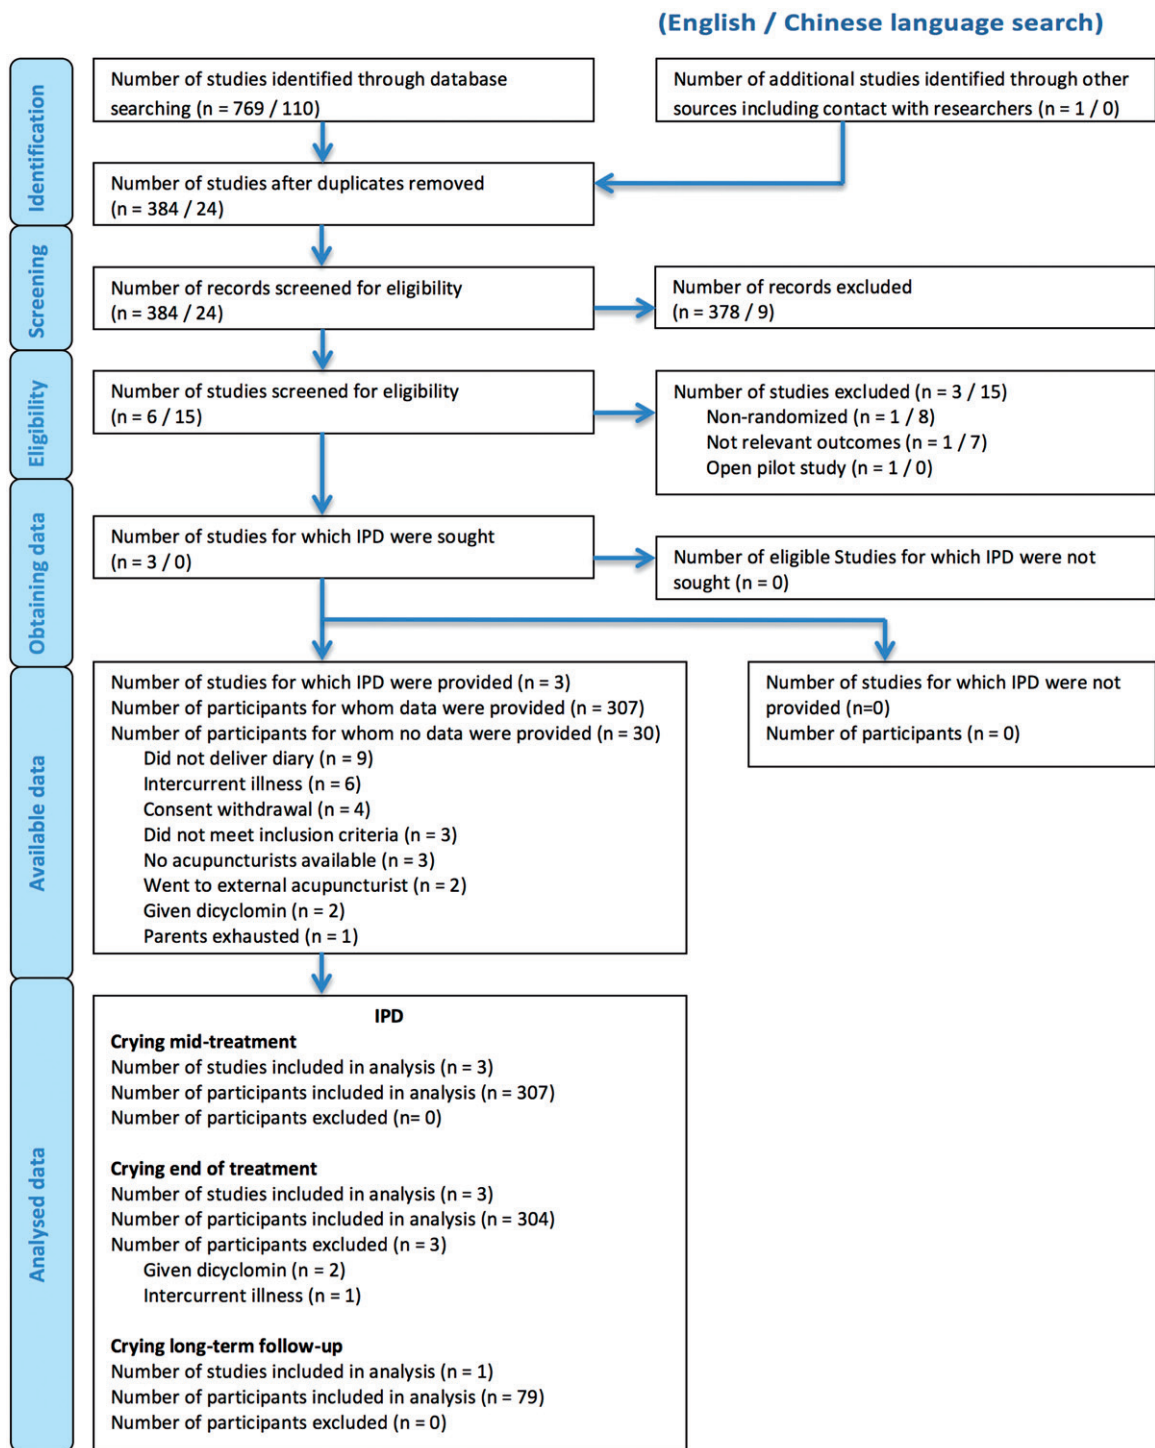 (English / Chinese language search)
Identification
Number of studies identified through database
searching (n = 769 / 110)
Number of additional studies identified through other
sources including contact with researchers (n = 1 / 0)
Number of studies after duplicates removed
(n = 384 / 24)
Screening
Number of records screened for eligibility
(n = 384 / 24)
Number of records excluded
(n = 378 / 9)
Eligibility
Number of studies screened for eligibility
(n = 6 / 15)
Number of studies excluded (n = 3 / 15)
Non-randomized (n = 1 / 8)
Not relevant outcomes (n = 1 / 7)
Open pilot study (n = 1 / 0)
Obtaining data
Number of studies for which IPD were sought
(n = 3 / 0)
Number of eligible Studies for which IPD were not
sought (n = 0)
Available data
Number of studies for which IPD were provided (n = 3)
Number of participants for whom data were provided (n = 307)
Number of participants for whom no data were provided (n = 30)
Did not deliver diary (n = 9)
Intercurrent illness (n = 6)
Consent withdrawal (n = 4)
Did not meet inclusion criteria (n = 3)
No acupuncturists available (n = 3)
Went to external acupuncturist (n = 2)
Given dicyclomin (n = 2)
Parents exhausted (n = 1)
Number of studies for which IPD were not
provided (n=0)
Number of participants (n = 0)
Analysed data
IPD
Crying mid-treatment
Number of studies included in analysis (n = 3)
Number of participants included in analysis (n = 307)
Number of participants excluded (n= 0)
Crying end of treatment
Number of studies included in analysis (n = 3)
Number of participants included in analysis (n = 304)
Number of participants excluded (n = 3)
Given dicyclomin (n = 2)
Intercurrent illness (n = 1)
Crying long-term follow-up
Number of studies included in analysis (n = 1)
Number of participants included in analysis (n = 79)
Number of participants excluded (n = 0)